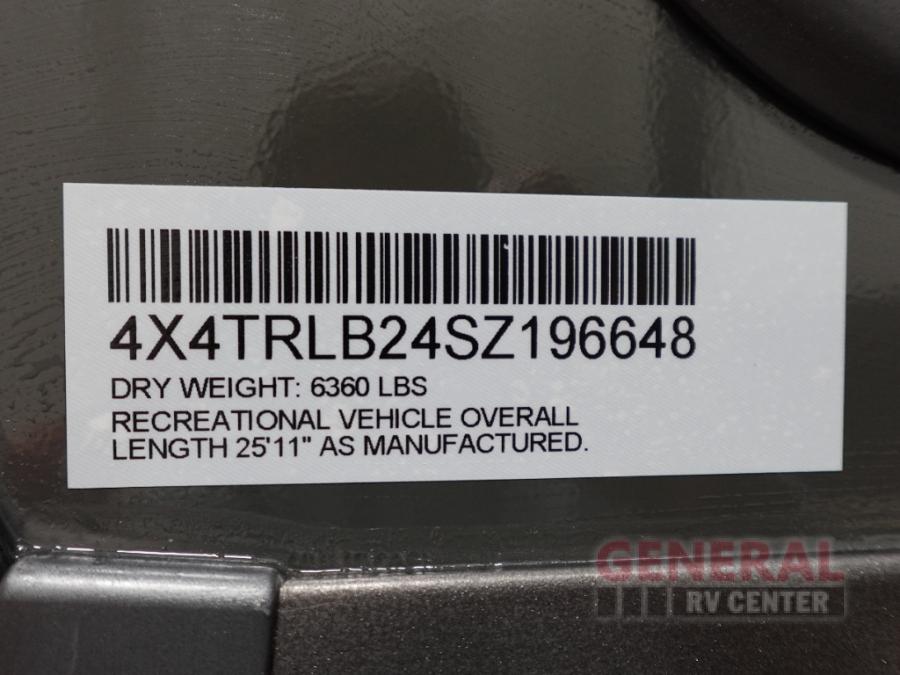 4X4TRLB24SZ196648
DRY WEIGHT: 6360 LBS
RECREATIONAL VEHICLE OVERALL
LENGTH 25'11" AS MANUFACTURED.
GENERAL
RV CENTER